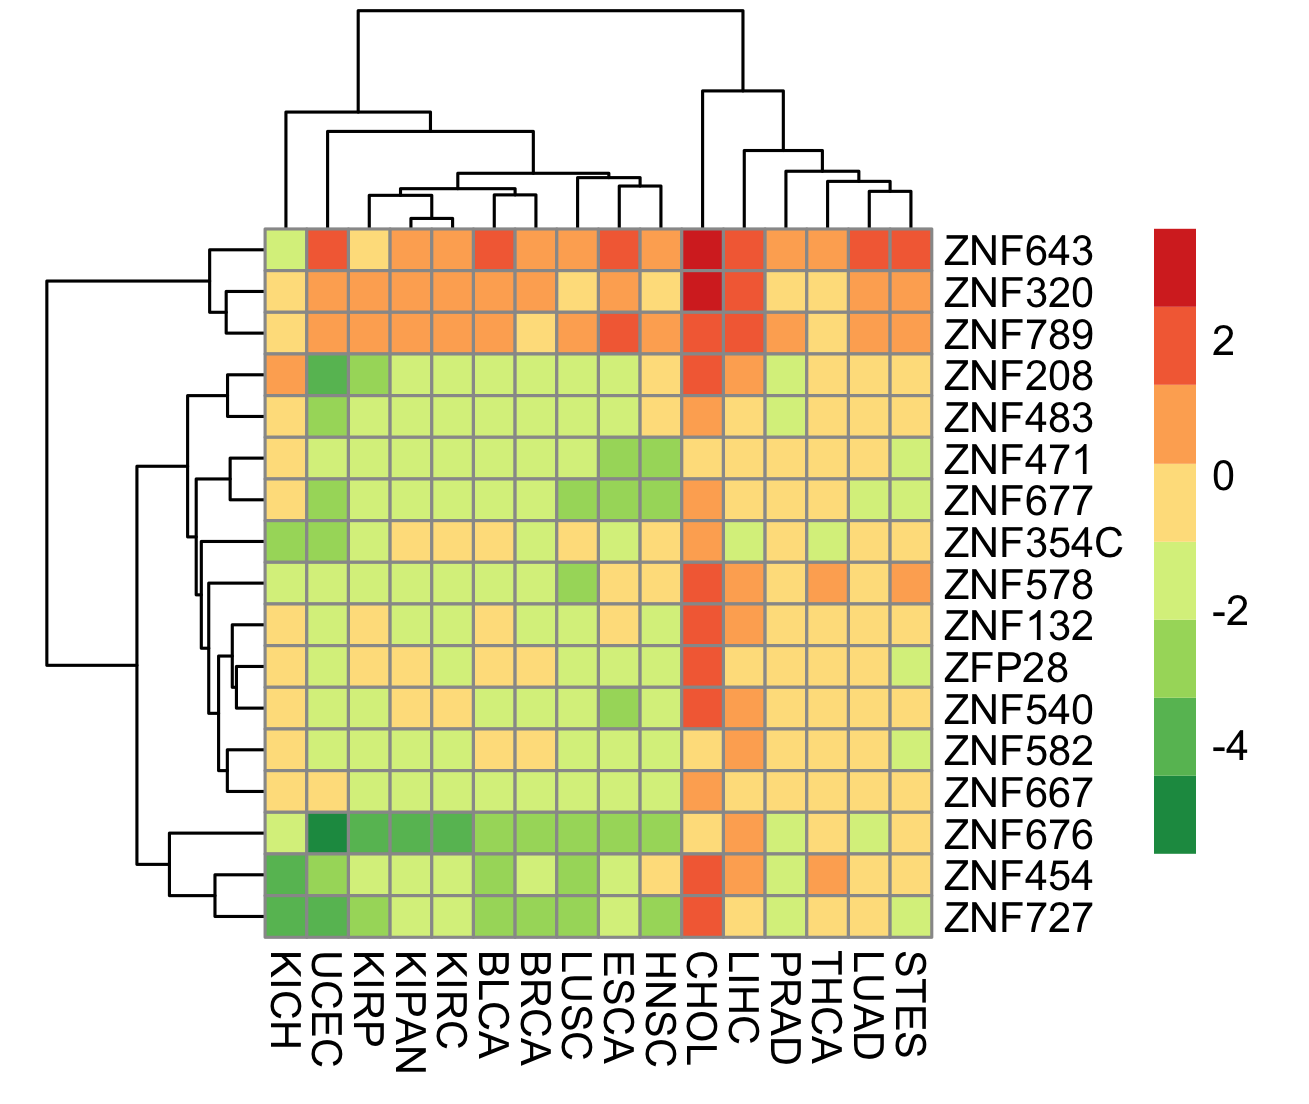 ZNF643
ZNF320
ZNF789
ZNF208
ZNF483
ZNF471
ZNF677
ZNF354C
ZNF578
ZNF132
ZFP28
ZNF540
ZNF582
ZNF667
ZNF676
ZNF454
ZNF727
2
0
-2
-4
KICH
UCEC
KIRP
KIPAN
KIRC
BLCA
BRCA
LUSC
ESCA
HNSC
CHOL
LIHC
PRAD
THCA
LUAD
STES